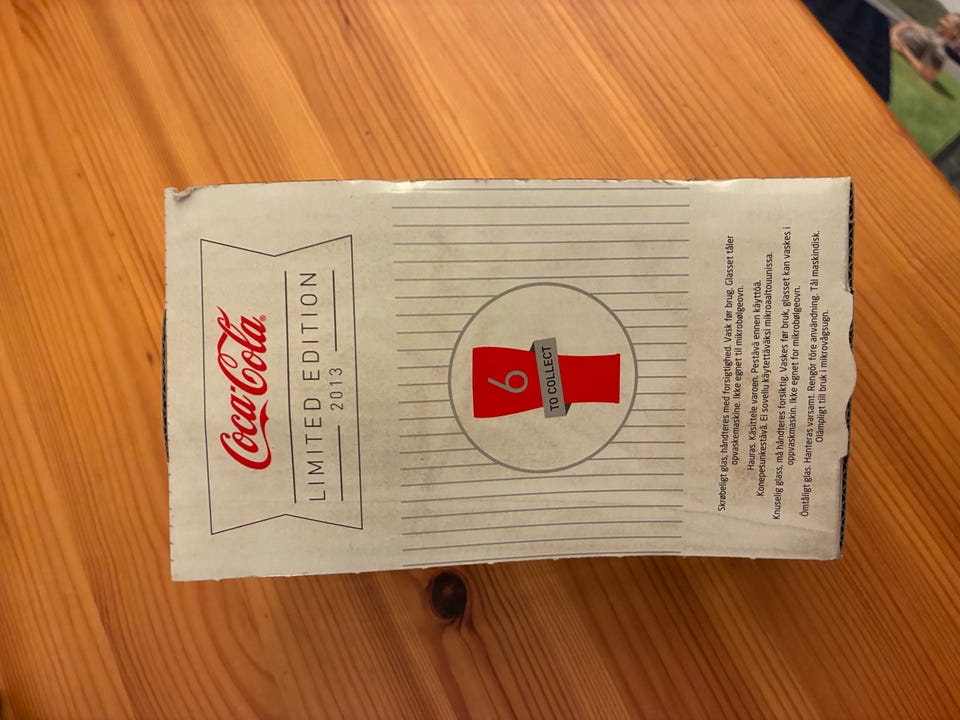 Coca-Cola®
LIMITED EDITION
2013
6
TO COLLECT
Skrøbeligt glas, håndteres med forsigtighed. Vask før brug. Glasset tåler
opvaskemaskine. Ikke egnet til mikrobølgeovn.
Hauras. Käsittele varoen. Pestävä ennen käyttöä.
Konepesunkestävä. Ei sovellu käytettäväksi mikroaaltouunissa.
Knuselig glass, må håndteres forsiktig. Vaskes før bruk, glasset kan vaskes i
oppvaskmaskin. Ikke egnet for mikrobølgeovn.
Ömtåligt glas. Hanteras varsamt. Rengör före användning. Tål maskindisk.
Olämpligt till bruk i mikrovågsugn.